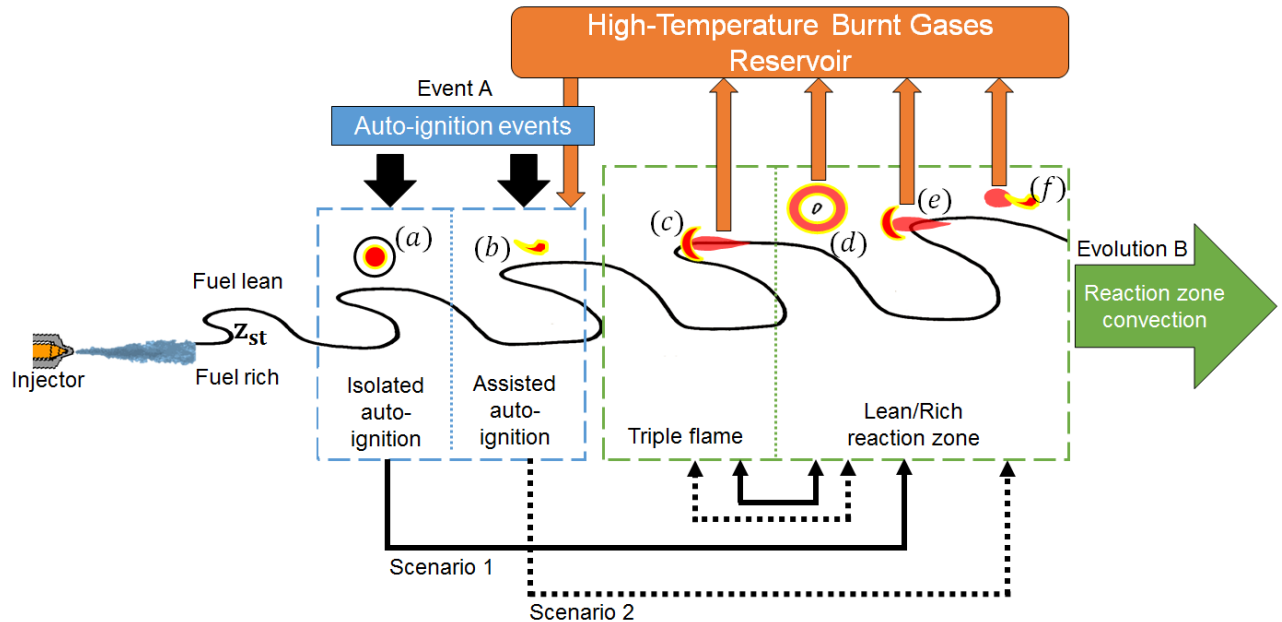 High-Temperature Burnt Gases
Reservoir
Event A
Auto-ignition events
(a)
(b)
(c)
(d)
(e)
(f)
Evolution B
Reaction zone
convection
Fuel lean
Zst
Fuel rich
Injector
Isolated
auto-
ignition
Assisted
auto-
ignition
Triple flame
Lean/Rich
reaction zone
Scenario 1
Scenario 2